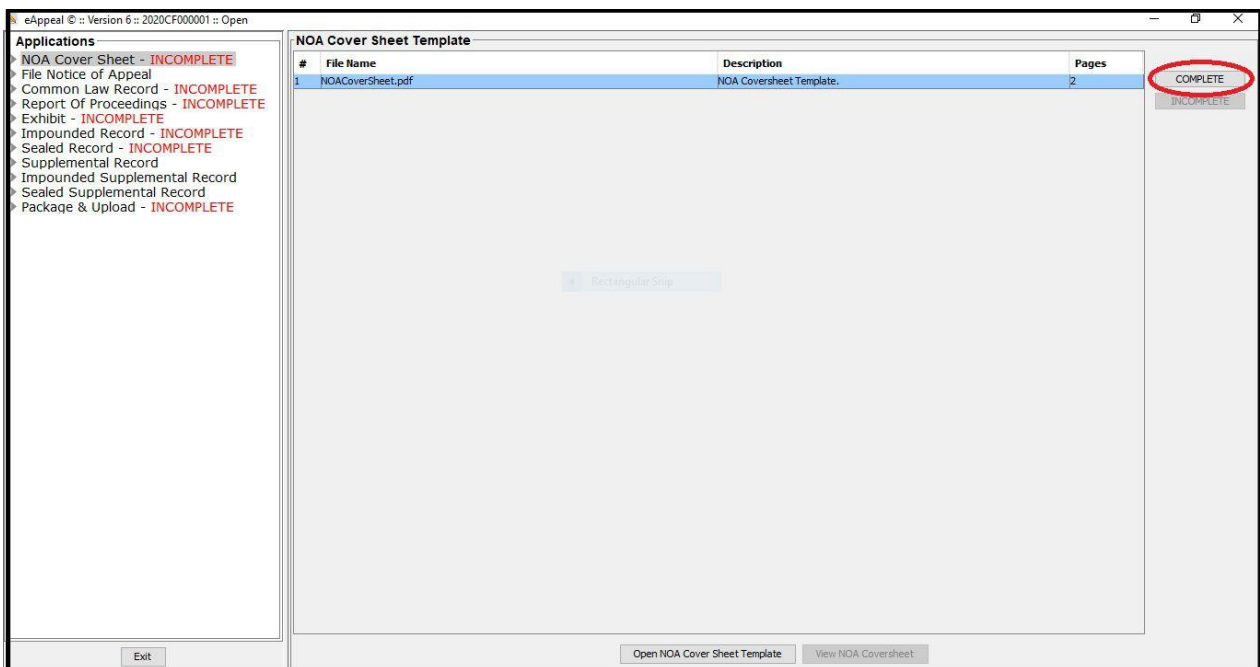 eAppeal © :: Version 6 :: 2020CF000001 :: Open
Applications
NOA Cover Sheet - INCOMPLETE
File Notice of Appeal
Common Law Record - INCOMPLETE
Report Of Proceedings - INCOMPLETE
Exhibit - INCOMPLETE
Impounded Record - INCOMPLETE
Sealed Record - INCOMPLETE
Supplemental Record
Impounded Supplemental Record
Sealed Supplemental Record
Package & Upload - INCOMPLETE
Exit
NOA Cover Sheet Template
# File Name Description Pages
1 NOACoverSheet.pdf NOA Coversheet Template. 2
COMPLETE
INCOMPLETE
Rectangular Snip
Open NOA Cover Sheet Template View NOA Coversheet